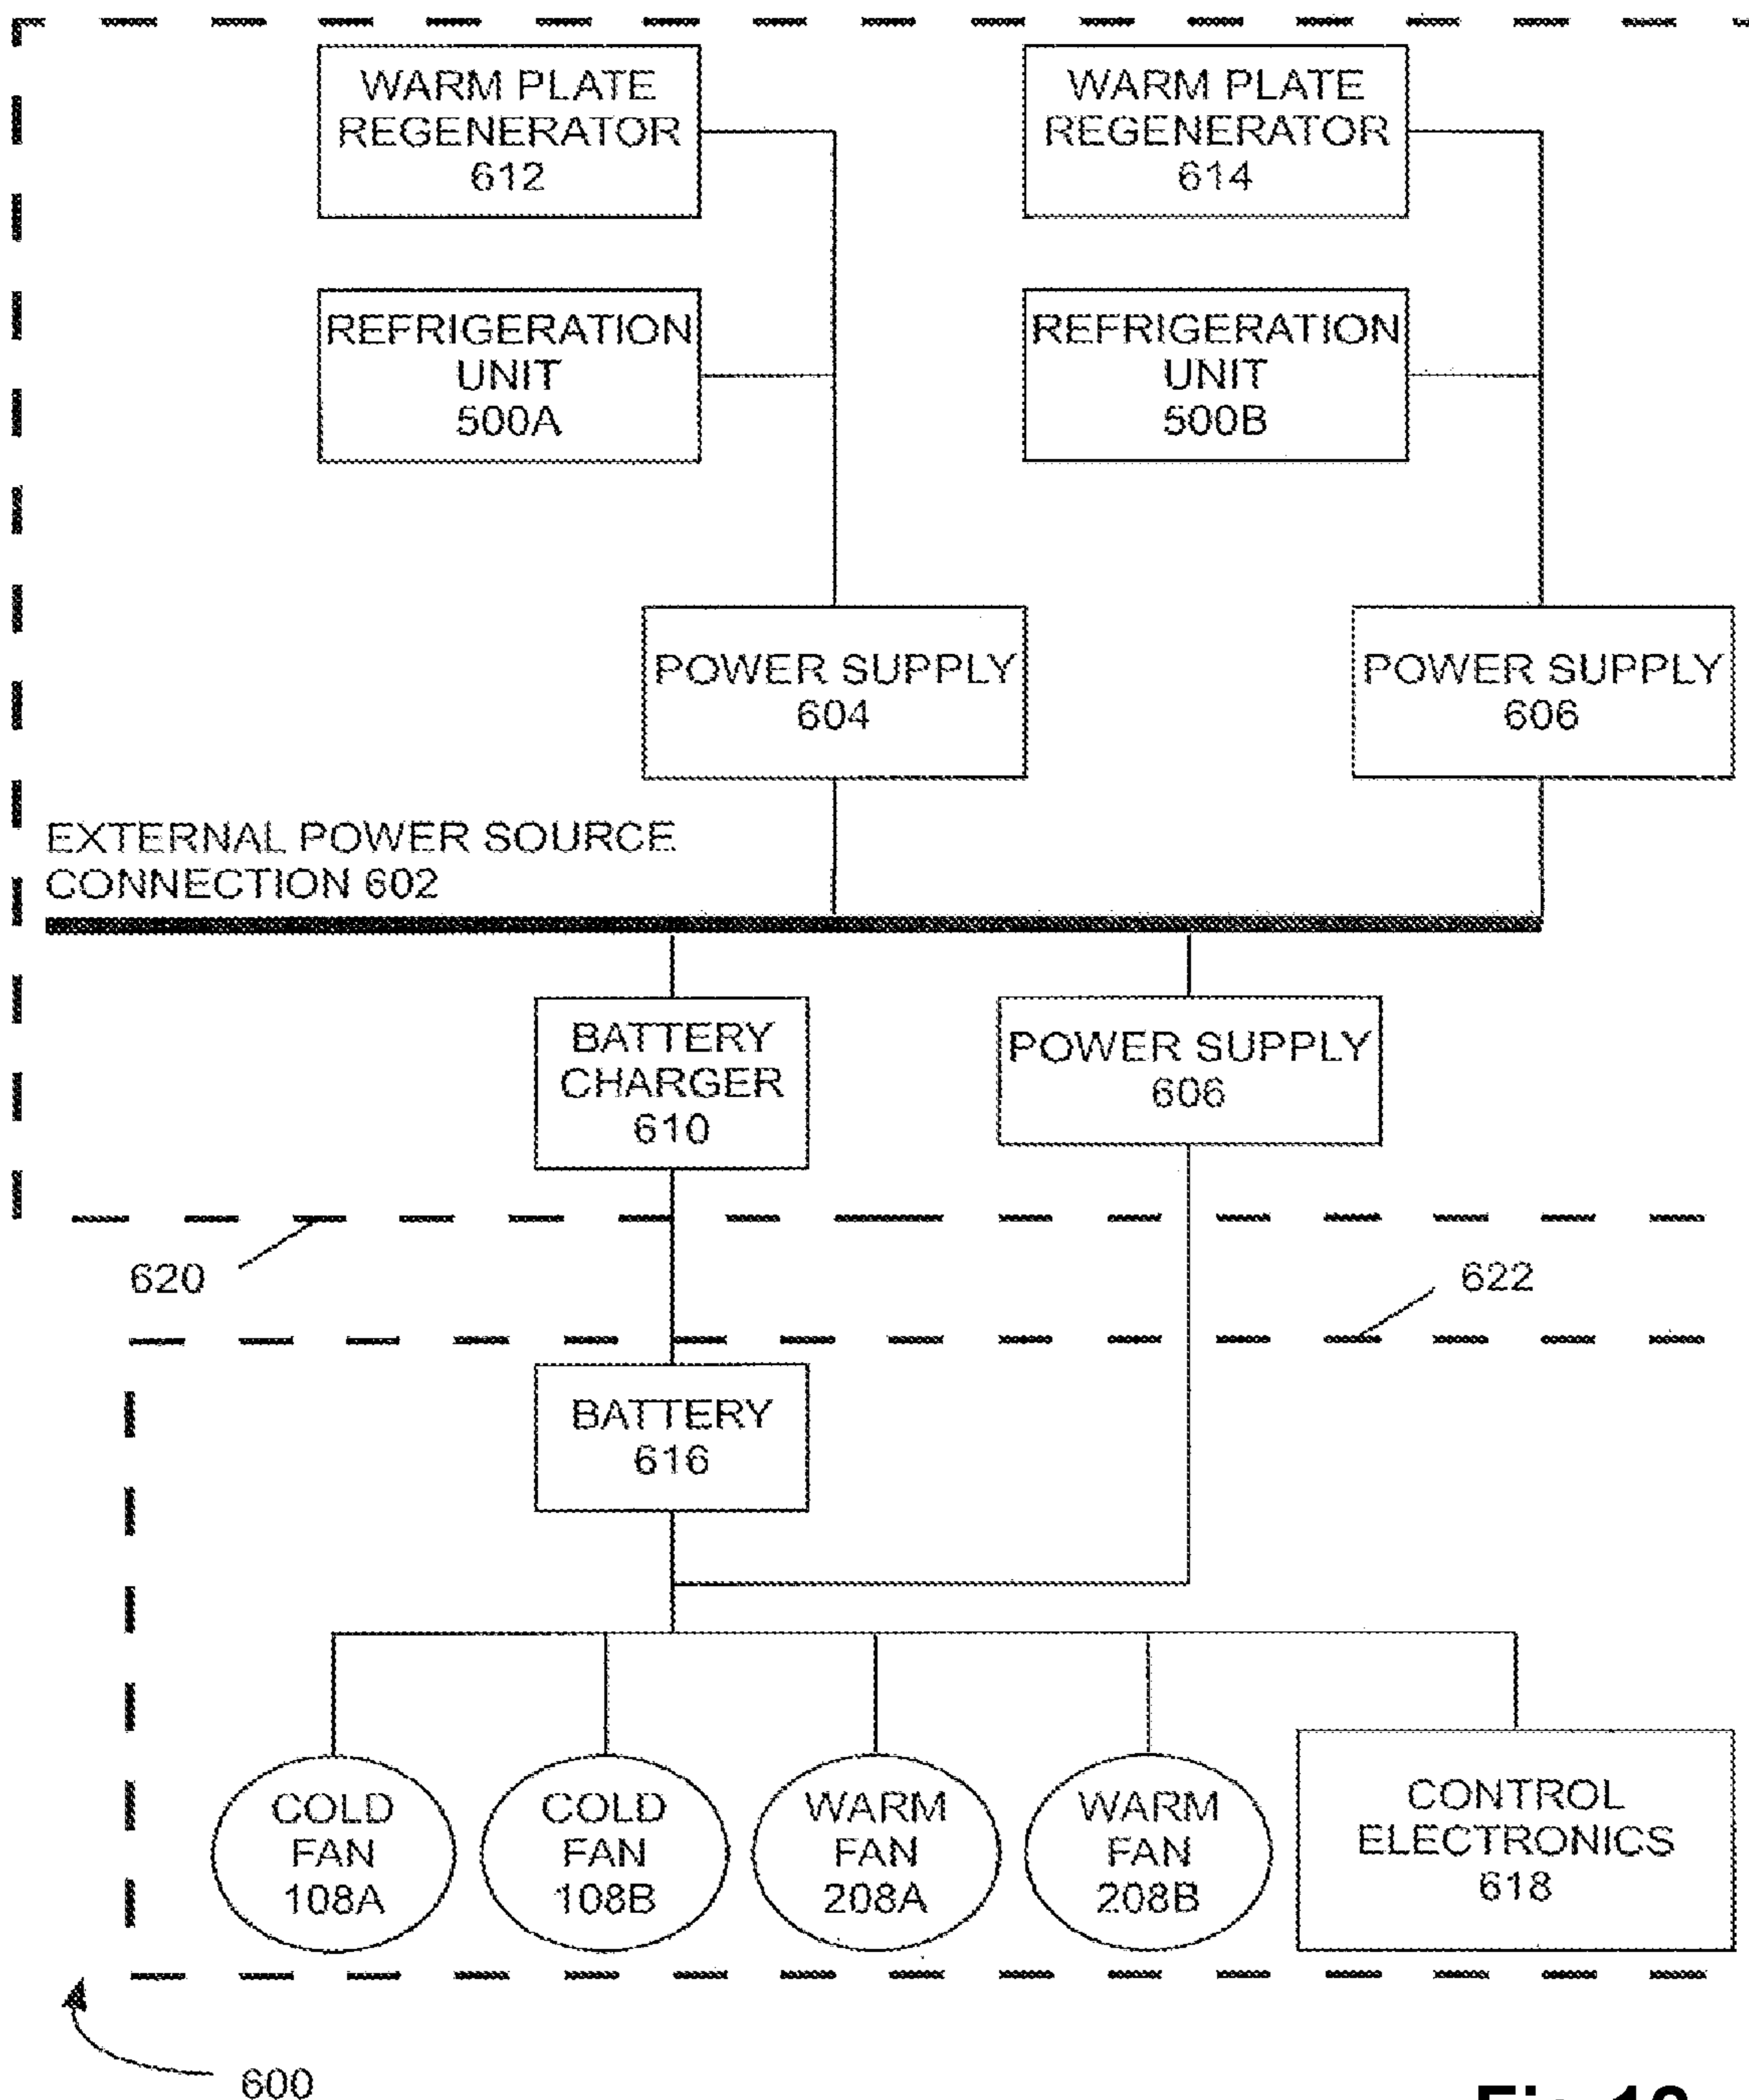 WARM PLATE
REGENERATOR
612
WARM PLATE
REGENERATOR
614
REFRIGERATION
UNIT
500A
REFRIGERATION
UNIT
500B
POWER SUPPLY
604
POWER SUPPLY
606
EXTERNAL POWER SOURCE
CONNECTION 602
BATTERY
CHARGER
610
POWER SUPPLY
606
620
622
BATTERY
616
COLD
FAN
108A
COLD
FAN
108B
WARM
FAN
208A
WARM
FAN
208B
CONTROL
ELECTRONICS
618
600